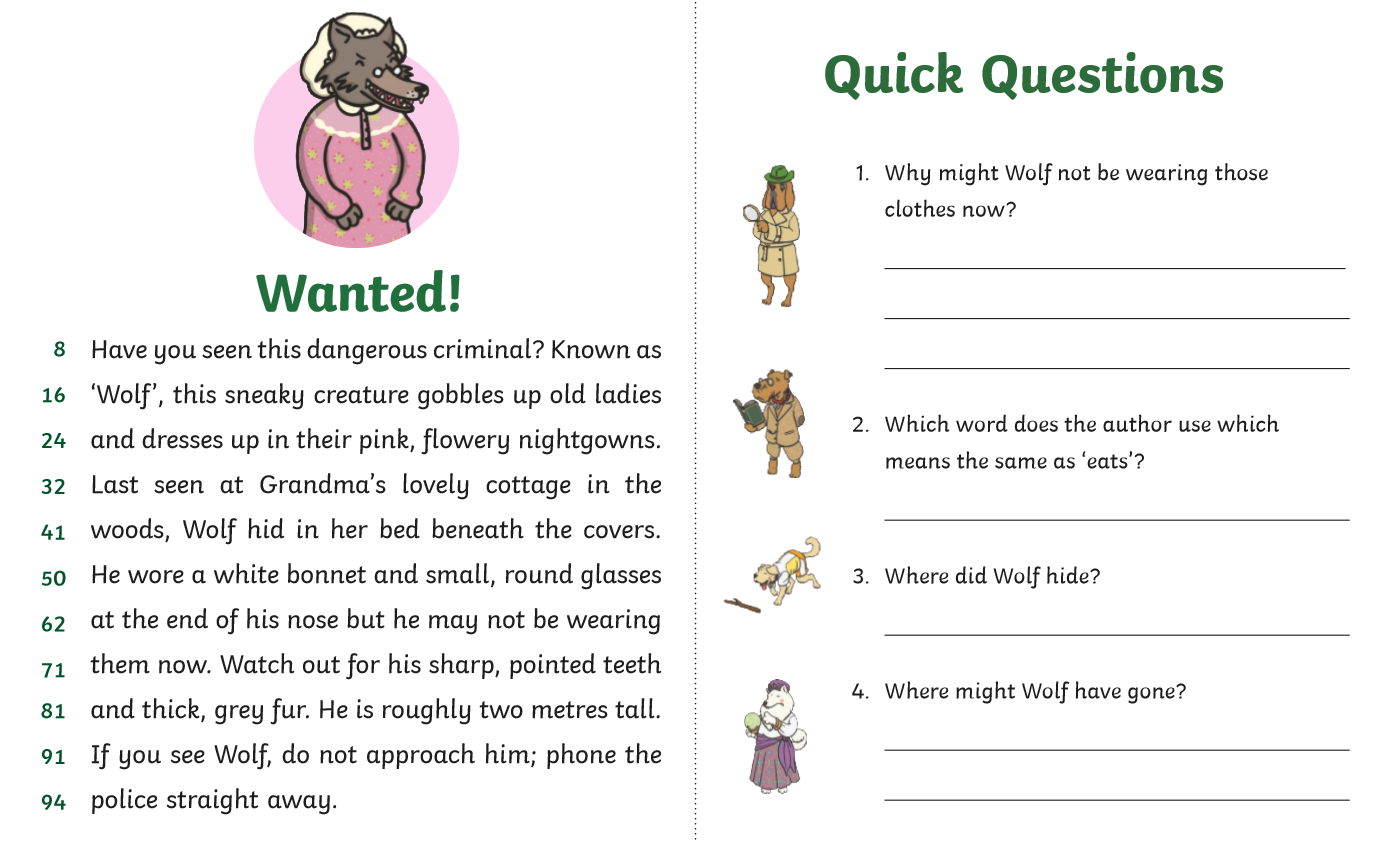 Wanted!
8 Have you seen this dangerous criminal? Known as
16 ‘Wolf’, this sneaky creature gobbles up old ladies
24 and dresses up in their pink, flowery nightgowns.
32 Last seen at Grandma’s lovely cottage in the
41 woods, Wolf hid in her bed beneath the covers.
50 He wore a white bonnet and small, round glasses
62 at the end of his nose but he may not be wearing
71 them now. Watch out for his sharp, pointed teeth
81 and thick, grey fur. He is roughly two metres tall.
91 If you see Wolf, do not approach him; phone the
94 police straight away.
Quick Questions
1. Why might Wolf not be wearing those
clothes now?
2. Which word does the author use which
means the same as ‘eats’?
3. Where did Wolf hide?
4. Where might Wolf have gone?